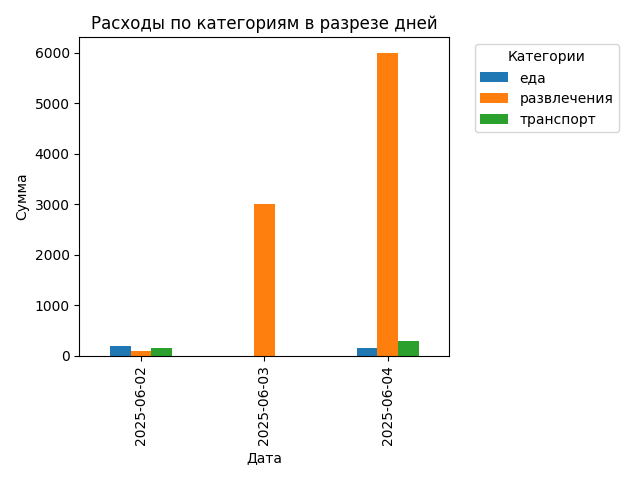 Расходы по категориям в разрезе дней
Категории
еда
развлечения
транспорт
Сумма
6000
5000
4000
3000
2000
1000
0
2025-06-02
2025-06-03
2025-06-04
Дата